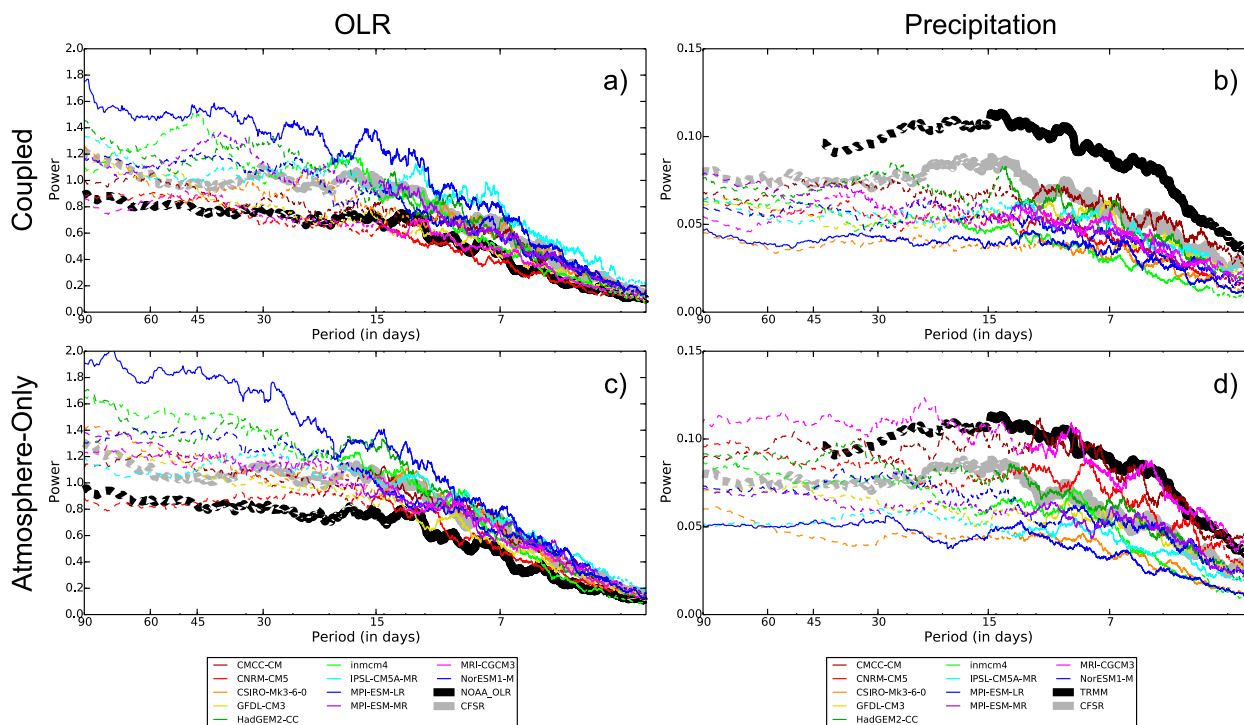 OLR
Precipitation
Coupled
Atmosphere-Only
a)
2.0
1.8
1.6
1.4
1.2
1.0
0.8
0.6
0.4
0.2
0.0
Power
90
60
45
30
15
7
Period (in days)
b)
0.15
0.10
0.05
0.00
Power
90
60
45
30
15
7
Period (in days)
c)
2.0
1.8
1.6
1.4
1.2
1.0
0.8
0.6
0.4
0.2
0.0
Power
90
60
45
30
15
7
Period (in days)
d)
0.15
0.10
0.05
0.00
Power
90
60
45
30
15
7
Period (in days)
CMCC-CM
CNRM-CM5
CSIRO-Mk3-6-0
GFDL-CM3
HadGEM2-CC
inmcm4
IPSL-CM5A-MR
MPI-ESM-LR
MPI-ESM-MR
MRI-CGCM3
NorESM1-M
NOAA_OLR
CFSR
CMCC-CM
CNRM-CM5
CSIRO-Mk3-6-0
GFDL-CM3
HadGEM2-CC
inmcm4
IPSL-CM5A-MR
MPI-ESM-LR
MPI-ESM-MR
MRI-CGCM3
NorESM1-M
TRMM
CFSR